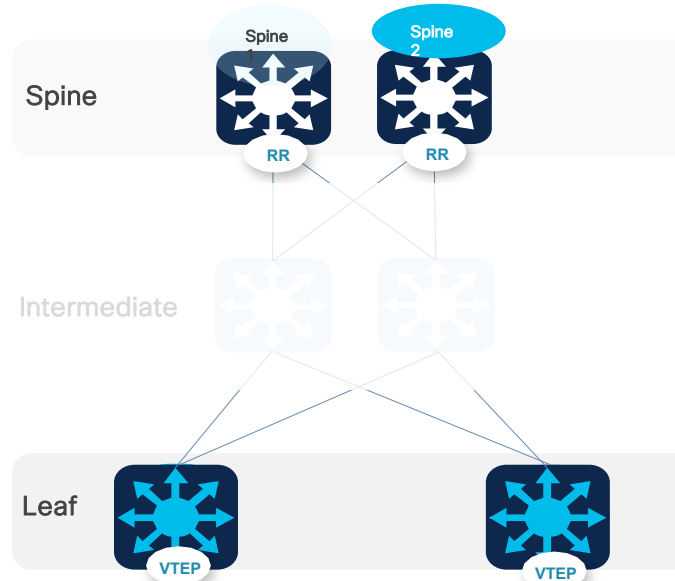 Spine
1
Spine
2
Spine
RR
RR
Intermediate
Leaf
VTEP
VTEP